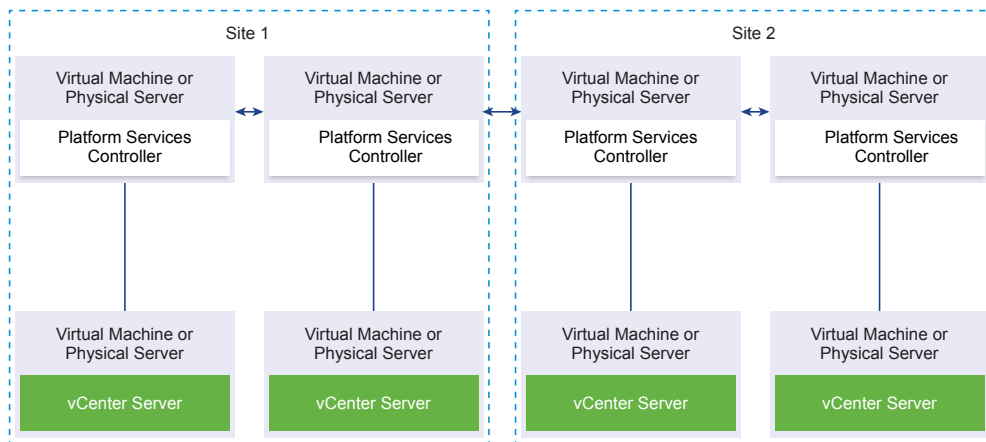 Site 1
Site 2
Virtual Machine or
Physical Server
Platform Services
Controller
Virtual Machine or
Physical Server
Platform Services
Controller
Virtual Machine or
Physical Server
Platform Services
Controller
Virtual Machine or
Physical Server
Platform Services
Controller
Virtual Machine or
Physical Server
vCenter Server
Virtual Machine or
Physical Server
vCenter Server
Virtual Machine or
Physical Server
vCenter Server
Virtual Machine or
Physical Server
vCenter Server